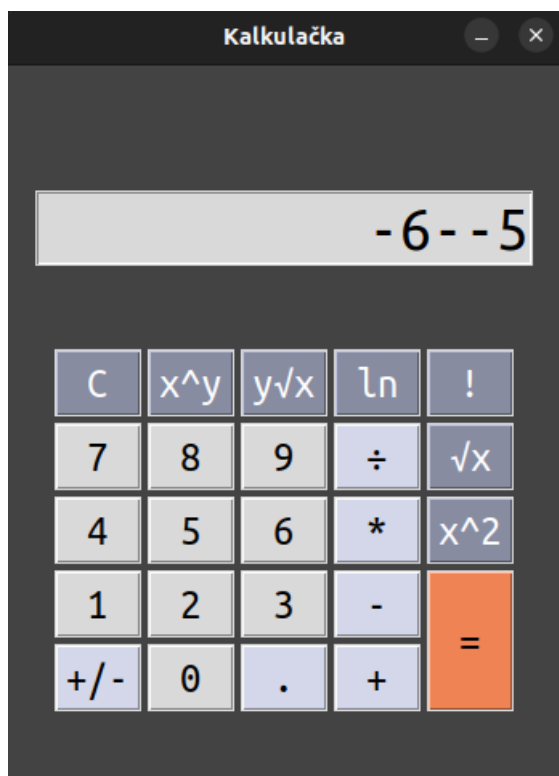 Kalkulačka
-6--5
C x^y y√x ln !
7 8 9 ÷ √x
4 5 6 * x^2
1 2 3 -
=
+/- 0 . +